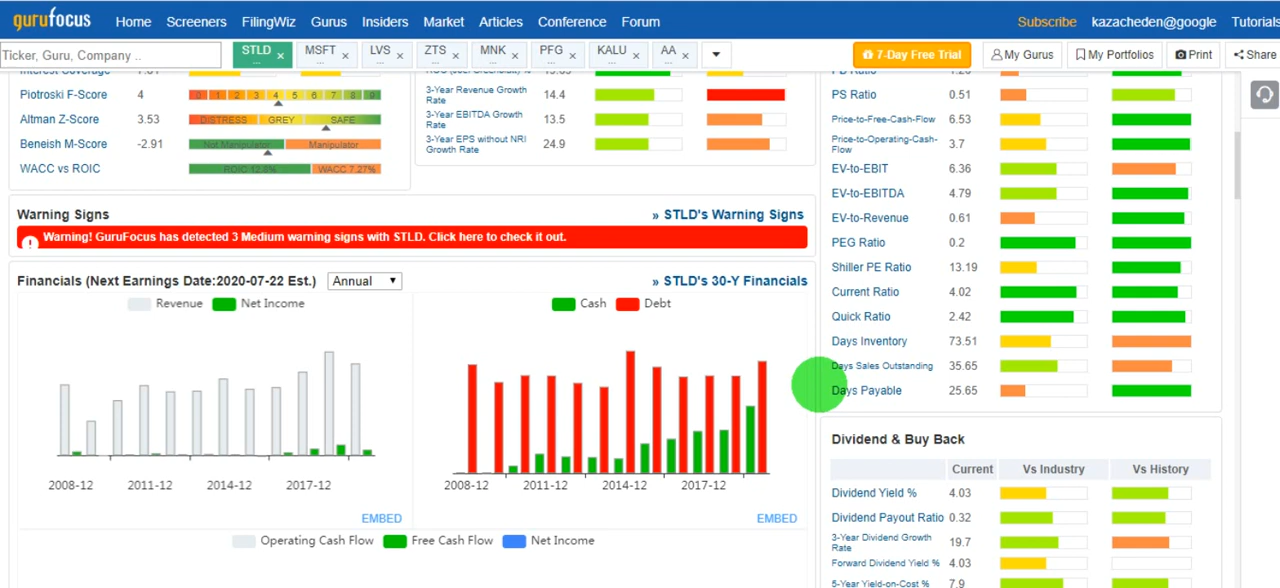 gurufocus Home Screeners FilingWiz Gurus Insiders Market Articles Conference Forum Subscribe kazacheden@google Tutorials
Ticker, Guru, Company .. STLD ... × MSFT ... × LVS ... × ZTS ... × MNK ... × PFG ... × KALU ... × AA ... × 7-Day Free Trial My Gurus My Portfolios Print Share
Interest Coverage
Piotroski F-Score 4 1 2 3 4 5 6 7 8 9
Altman Z-Score 3.53 DISTRESS GREY SAFE
Beneish M-Score -2.91 Not Manipulator Manipulator
WACC vs ROIC WACC 7.27%
3-Year Revenue Growth
Rate 14.4
3-Year EBITDA Growth
Rate 13.5
3-Year EPS without NRI
Growth Rate 24.9
Warning Signs » STLD's Warning Signs
Warning! GuruFocus has detected 3 Medium warning signs with STLD. Click here to check it out.
Financials (Next Earnings Date:2020-07-22 Est.) Annual » STLD's 30-Y Financials
Revenue Net Income
2008-12 2011-12 2014-12 2017-12
EMBED
Cash Debt
2008-12 2011-12 2014-12 2017-12
EMBED
Operating Cash Flow Free Cash Flow Net Income
PB Ratio
PS Ratio 0.51
Price-to-Free-Cash-Flow 6.53
Price-to-Operating-Cash-
Flow 3.7
EV-to-EBIT 6.36
EV-to-EBITDA 4.79
EV-to-Revenue 0.61
PEG Ratio 0.2
Shiller PE Ratio 13.19
Current Ratio 4.02
Quick Ratio 2.42
Days Inventory 73.51
Days Sales Outstanding 35.65
Days Payable 25.65
Dividend & Buy Back
Current Vs Industry Vs History
Dividend Yield % 4.03
Dividend Payout Ratio 0.32
3-Year Dividend Growth
Rate 19.7
Forward Dividend Yield % 4.03
5-Year Yield-on-Cost % 7.9